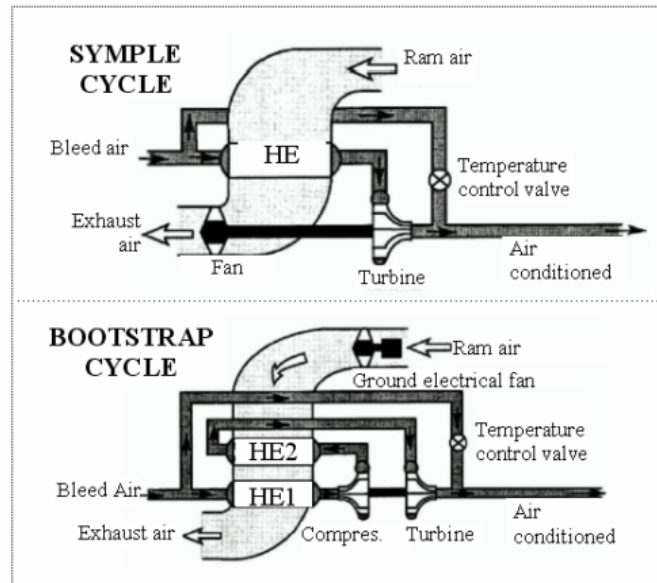 SYMPLE
CYCLE
Ram air
Bleed air
HE
Temperature
control valve
Exhaust
air
Fan
Turbine
Air
conditioned
BOOTSTRAP
CYCLE
Ram air
Ground electrical fan
HE2
Temperature
control valve
Bleed Air
HE1
Exhaust air
Compres.
Turbine
Air
conditioned